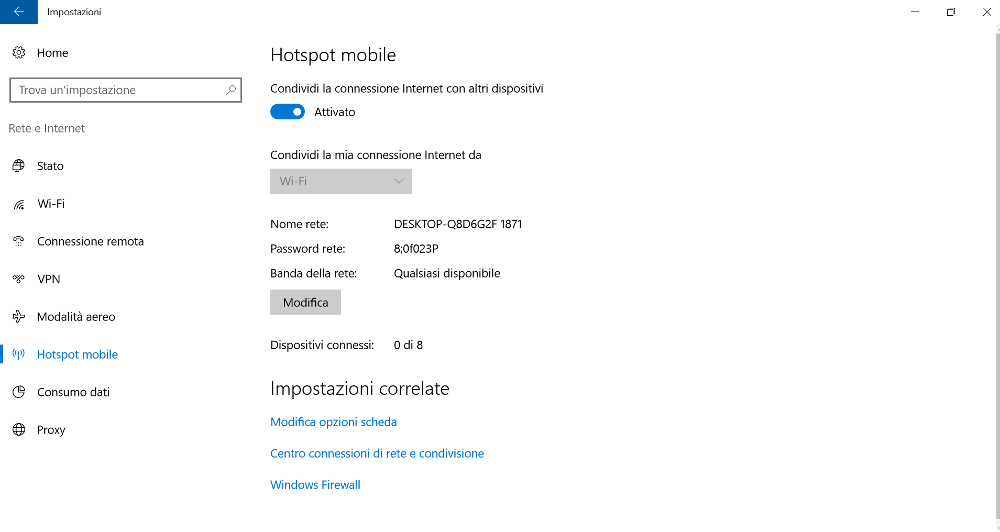 Impostazioni
Home
Trova un'impostazione
Rete e Internet
Stato
Wi-Fi
Connessione remota
VPN
Modalità aereo
Hotspot mobile
Consumo dati
Proxy
Hotspot mobile
Condividi la connessione Internet con altri dispositivi
Attivato
Condividi la mia connessione Internet da
Wi-Fi
Nome rete: DESKTOP-Q8D6G2F 1871
Password rete: 8;0f023P
Banda della rete: Qualsiasi disponibile
Modifica
Dispositivi connessi: 0 di 8
Impostazioni correlate
Modifica opzioni scheda
Centro connessioni di rete e condivisione
Windows Firewall